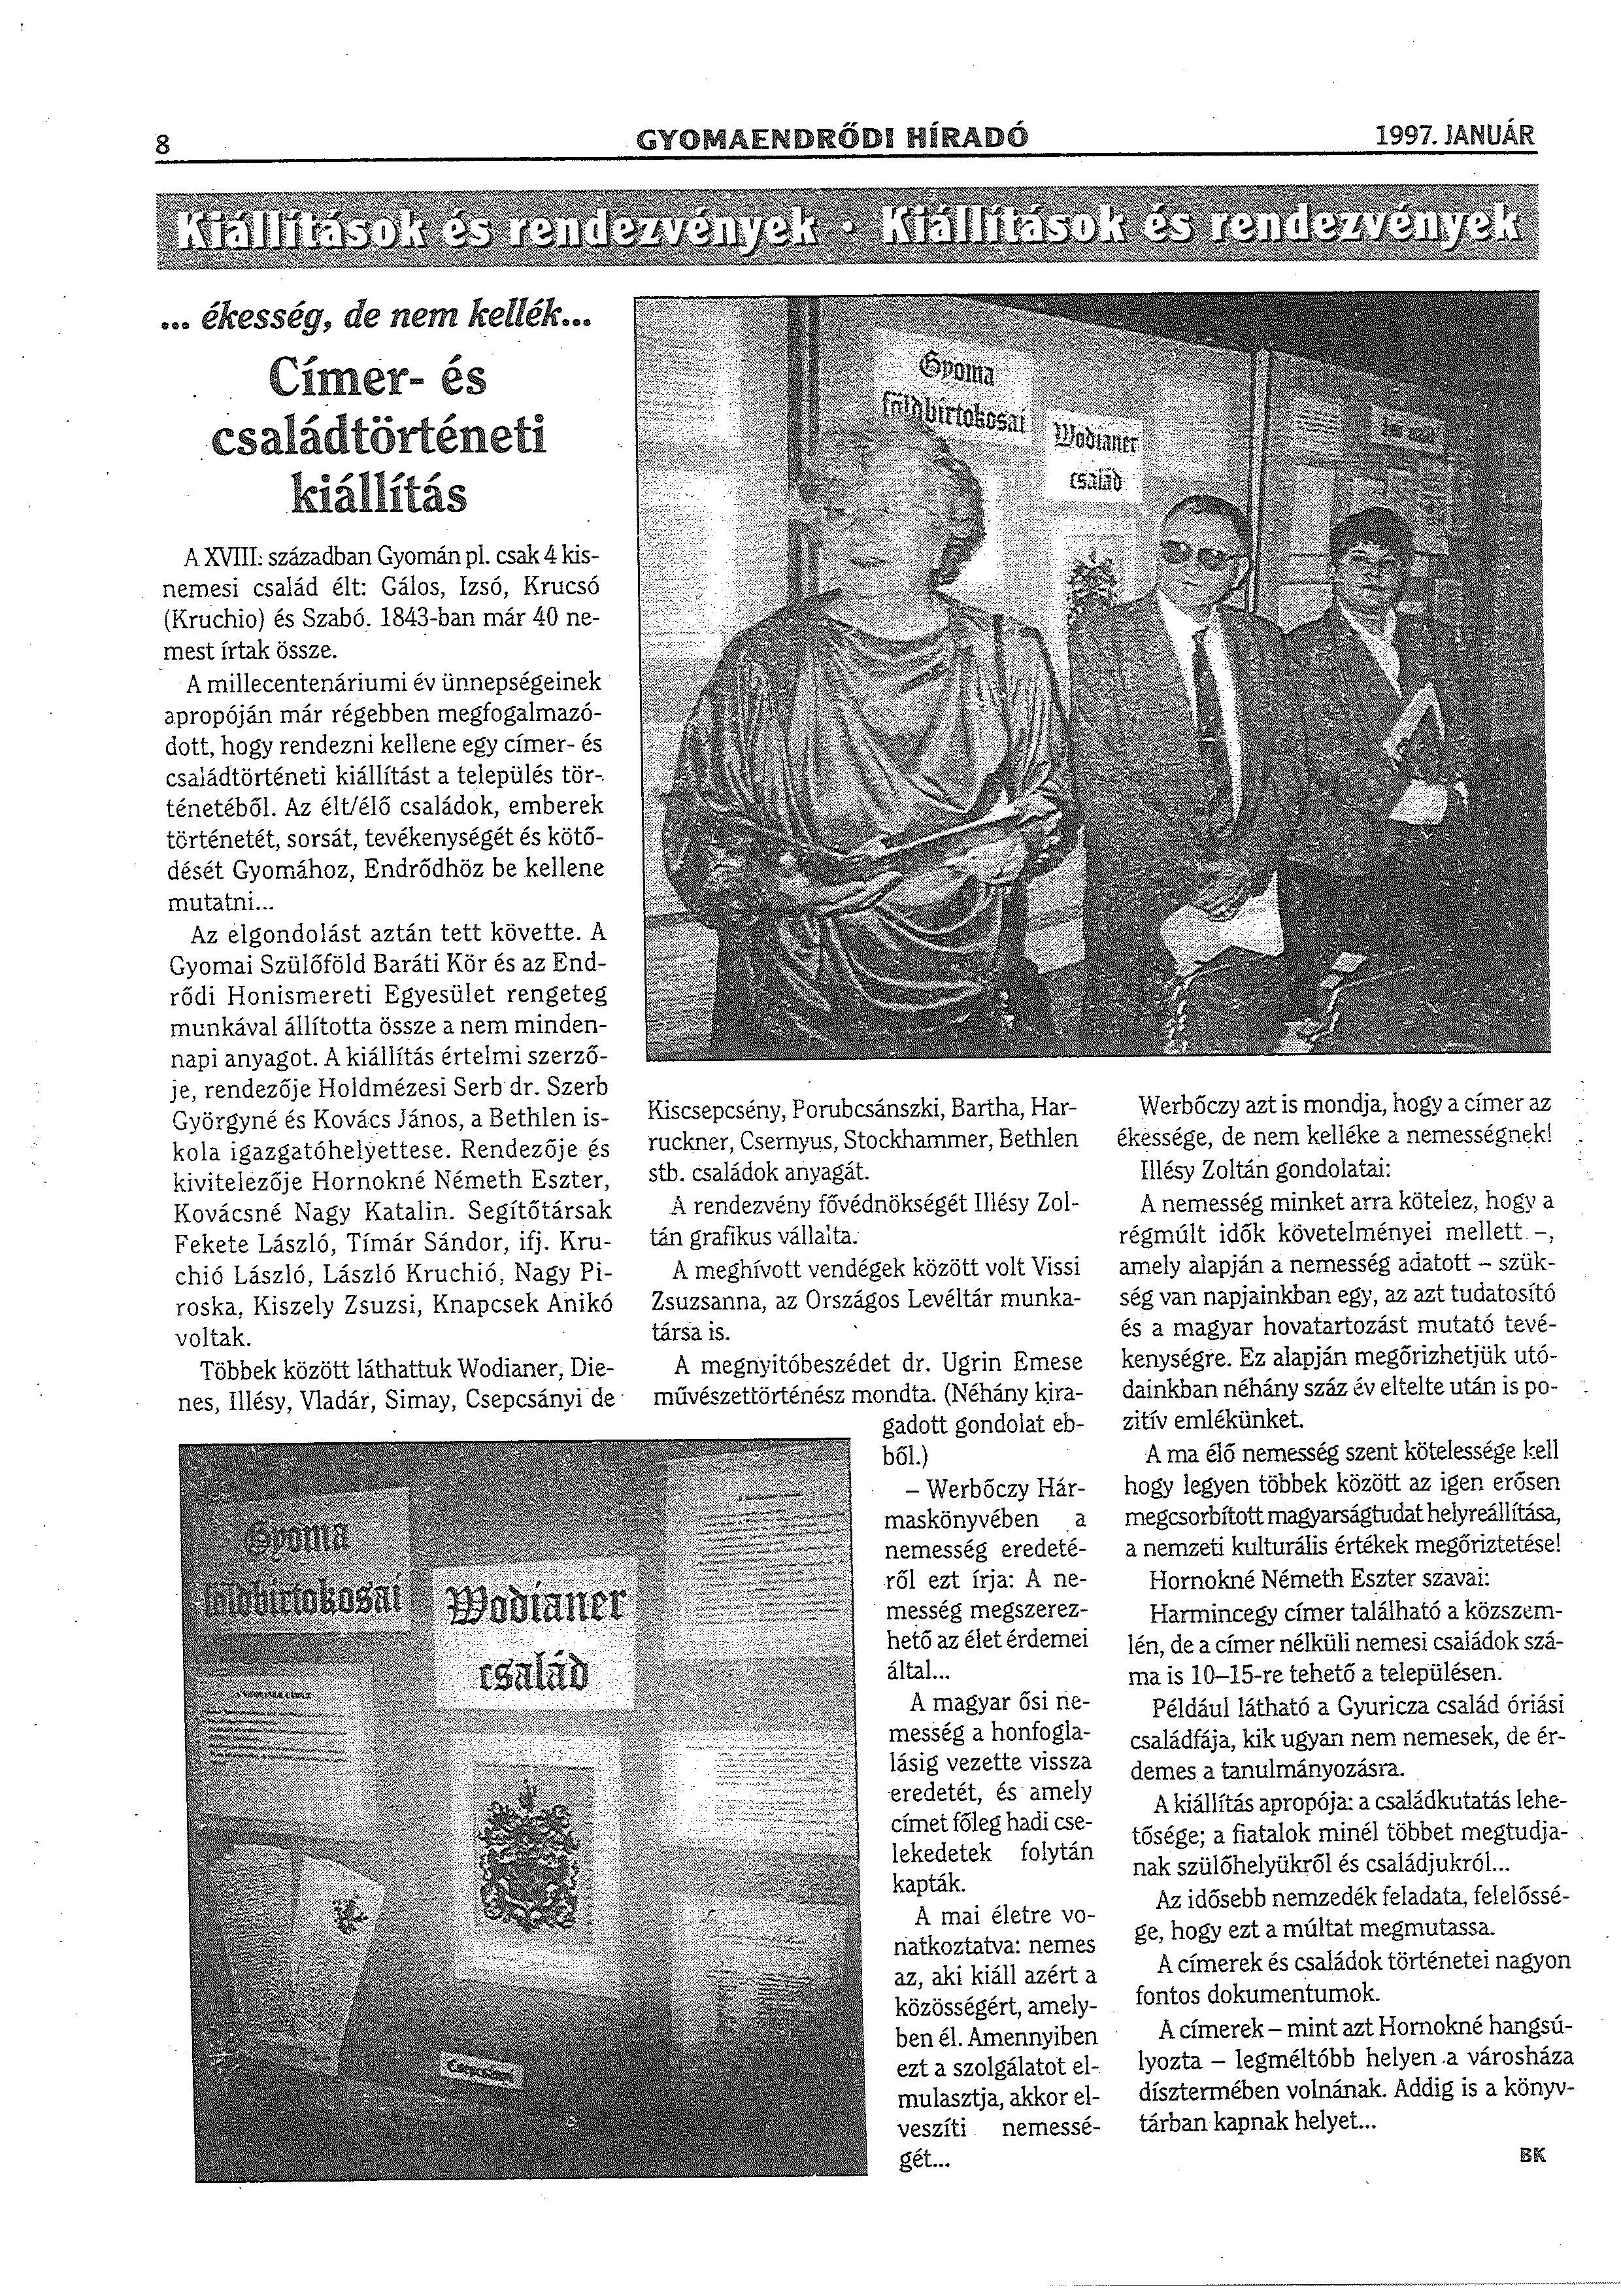 8
GYOMAENDRŐDI HÍRADÓ
1997. JANUÁR
Kiállítások és rendezvények · Kiállítások és rendezvények
... ékesség, de nem kellék...
Címer- és
családtörténeti
kiállítás
A XVIII. században Gyomán pl. csak 4 kis-
nemesi család élt: Gálos, Izsó, Krucsó
(Kruchio) és Szabó. 1843-ban már 40 ne-
mest írtak össze.
A millecentenáriumi év ünnepségeinek
apropóján már régebben megfogalmazó-
dott, hogy rendezni kellene egy címer- és
családtörténeti kiállítást a település tör-
ténetéből. Az élt/élő családok, emberek
történetét, sorsát, tevékenységét és kötő-
dését Gyomához, Endrődhöz be kellene
mutatni...
Az elgondolást aztán tett követte. A
Gyomai Szülőföld Baráti Kör és az End-
rődi Honismereti Egyesület rengeteg
munkával állította össze a nem minden-
napi anyagot. A kiállítás értelmi szerző-
je, rendezője Holdmézesi Serb dr. Szerb
Györgyné és Kovács János, a Bethlen is-
kola igazgatóhelyettese. Rendezője és
kivitelezője Hornokné Németh Eszter,
Kovácsné Nagy Katalin. Segítőtársak
Fekete László, Tímár Sándor, ifj. Kru-
chió László, László Kruchió, Nagy Pi-
roska, Kiszely Zsuzsi, Knapcsek Anikó
voltak.
Többek között láthattuk Wodianer, Die-
nes, Illésy, Vladár, Simay, Csepcsányi de
Gyoma
földbirtokosai
Wodianer
család
Kiscsepcsény, Porubcsánszki, Bartha, Har-
ruckner, Csernyus, Stockhammer, Bethlen
stb. családok anyagát.
A rendezvény fővédnökségét Illésy Zol-
tán grafikus vállalta.
A meghívott vendégek között volt Vissi
Zsuzsanna, az Országos Levéltár munka-
társa is.
A megnyitóbeszédet dr. Ugrin Emese
művészettörténész mondta. (Néhány kira-
gadott gondolat eb-
ből.)
– Werbőczy Hár-
maskönyvében a
nemesség eredeté-
ről ezt írja: A ne-
messég megszerez-
hető az élet érdemei
által...
A magyar ősi ne-
messég a honfogla-
lásig vezette vissza
eredetét, és amely
címet főleg hadi cse-
lekedetek folytán
kapták.
A mai életre vo-
natkoztatva: nemes
az, aki kiáll azért a
közösségért, amely-
ben él. Amennyiben
ezt a szolgálatot el-
mulasztja, akkor el-
veszíti nemessé-
gét...
Gyoma
földbirtokosai
Wodianer
család
Csepcsányi
Werbőczy azt is mondja, hogy a címer az
ékessége, de nem kelléke a nemességnek!
Illésy Zoltán gondolatai:
A nemesség minket arra kötelez, hogy a
régmúlt idők követelményei mellett –,
amely alapján a nemesség adatott – szük-
ség van napjainkban egy, az azt tudatosító
és a magyar hovatartozást mutató tevé-
kenységre. Ez alapján megőrizhetjük utó-
dainkban néhány száz év eltelte után is po-
zitív emlékünket.
A ma élő nemesség szent kötelessége kell
hogy legyen többek között az igen erősen
megcsorbított magyarságtudat helyreállítása,
a nemzeti kulturális értékek megőriztetése!
Hornokné Németh Eszter szavai:
Harmincegy címer található a közszem-
lén, de a címer nélküli nemesi családok szá-
ma is 10–15-re tehető a településen.
Például látható a Gyuricza család óriási
családfája, kik ugyan nem nemesek, de ér-
demes a tanulmányozásra.
A kiállítás apropója: a családkutatás lehe-
tősége; a fiatalok minél többet megtudja-
nak szülőhelyükről és családjukról...
Az idősebb nemzedék feladata, felelőssé-
ge, hogy ezt a múltat megmutassa.
A címerek és családok történetei nagyon
fontos dokumentumok.
A címerek – mint azt Hornokné hangsú-
lyozta – legméltóbb helyen a városháza
dísztermében volnának. Addig is a könyv-
tárban kapnak helyet...
BK